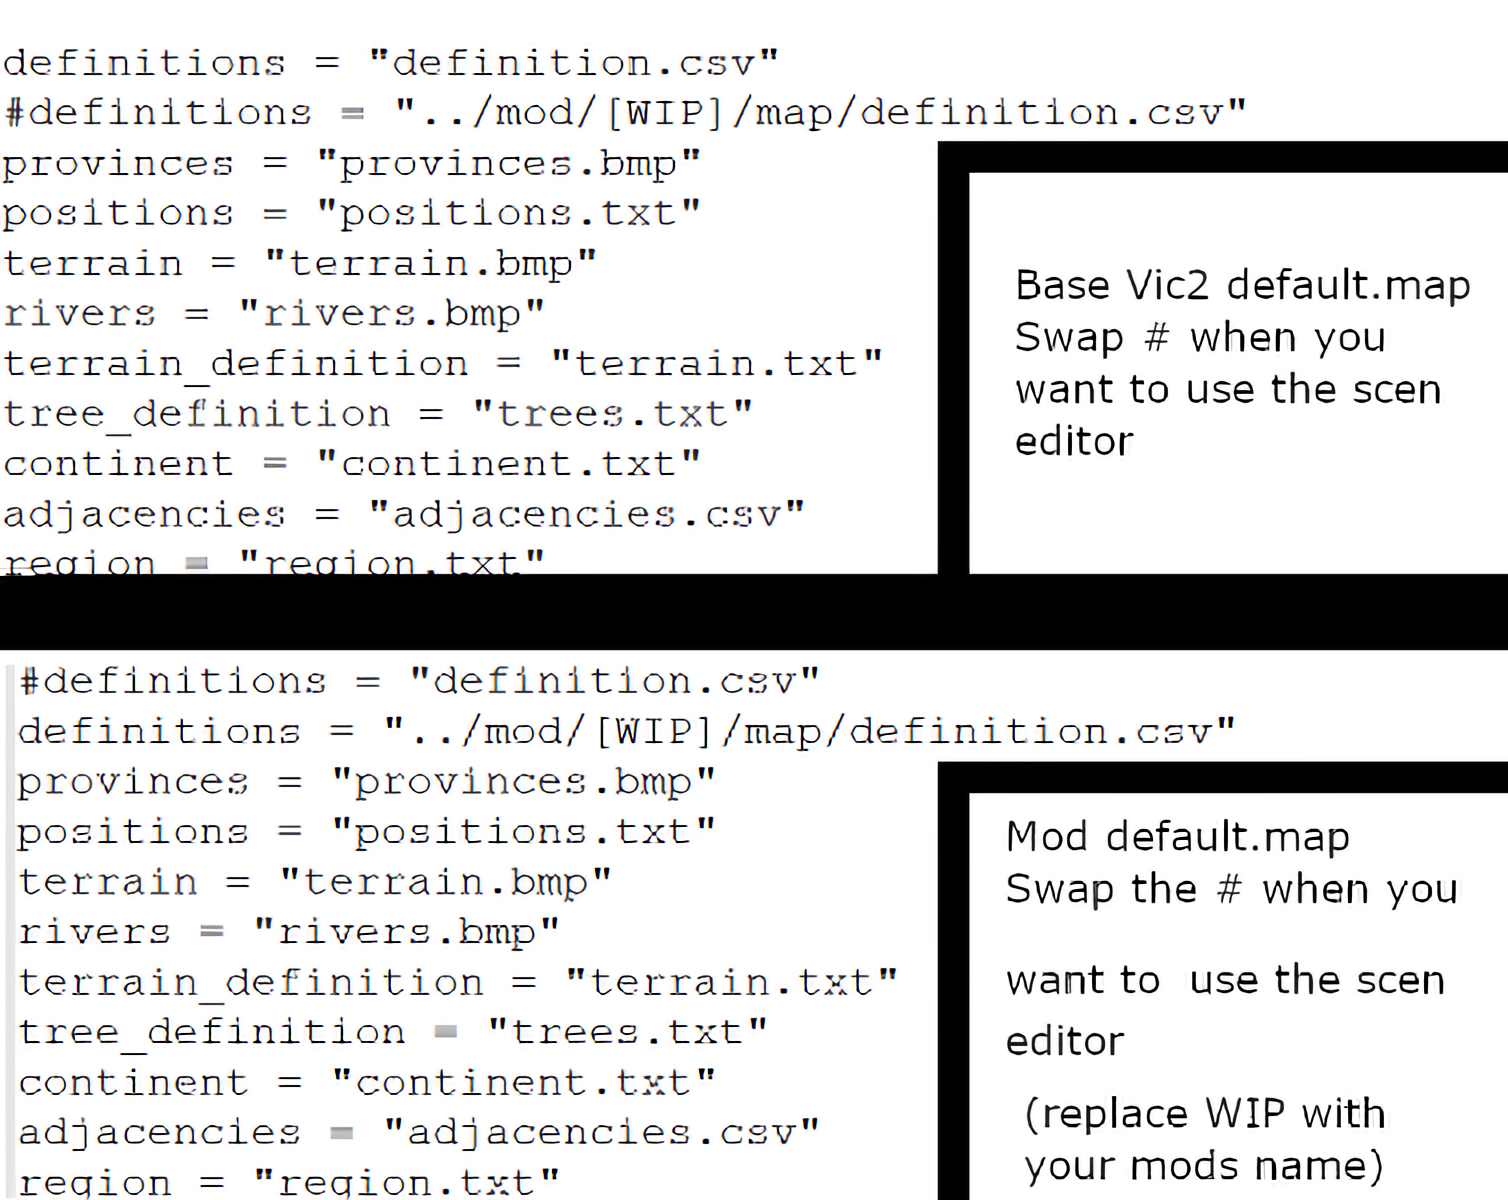 definitions = "definition.csv"
#definitions = "../mod/[WIP]/map/definition.csv"
provinces = "provinces.bmp"
positions = "positions.txt"
terrain = "terrain.bmp"
rivers = "rivers.bmp"
terrain_definition = "terrain.txt"
tree_definition = "trees.txt"
continent = "continent.txt"
adjacencies = "adjacencies.csv"
region = "region.txt"
Base Vic2 default.map
Swap # when you
want to use the scen
editor
#definitions = "definition.csv"
definitions = "../mod/[WIP]/map/definition.csv"
provinces = "provinces.bmp"
positions = "positions.txt"
terrain = "terrain.bmp"
rivers = "rivers.bmp"
terrain_definition = "terrain.txt"
tree_definition = "trees.txt"
continent = "continent.txt"
adjacencies = "adjacencies.csv"
region = "region.txt"
Mod default.map
Swap the # when you
want to use the scen
editor
(replace WIP with
your mods name)